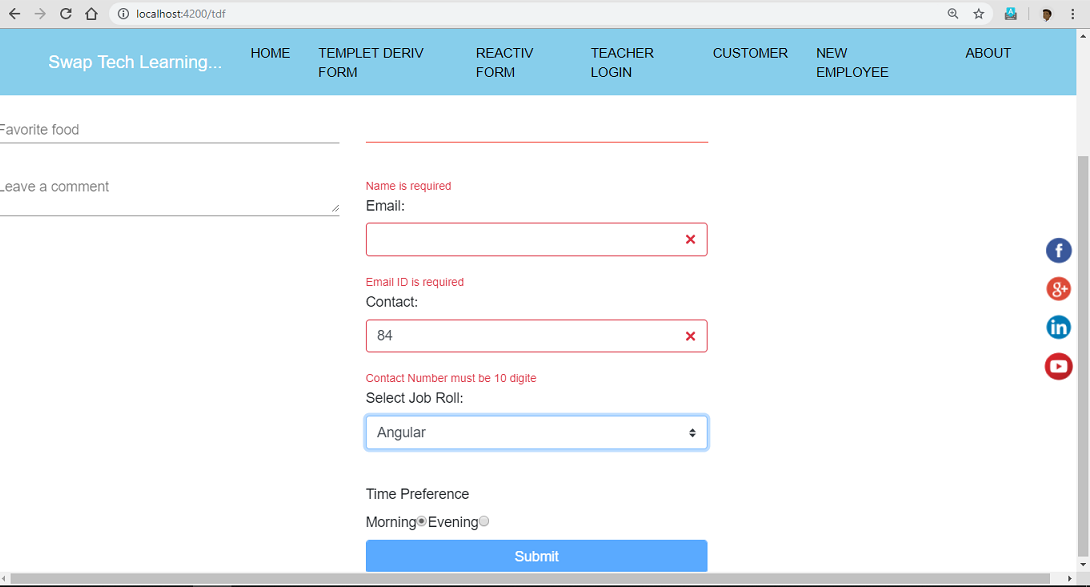 localhost:4200/tdf
Swap Tech Learning...
HOME
TEMPLET DERIV
FORM
REACTIV
FORM
TEACHER
LOGIN
CUSTOMER
NEW
EMPLOYEE
ABOUT
Favorite food
Leave a comment
Name is required
Email:
Email ID is required
Contact:
84
Contact Number must be 10 digite
Select Job Roll:
Angular
Time Preference
Morning Evening
Submit
f
g+
in